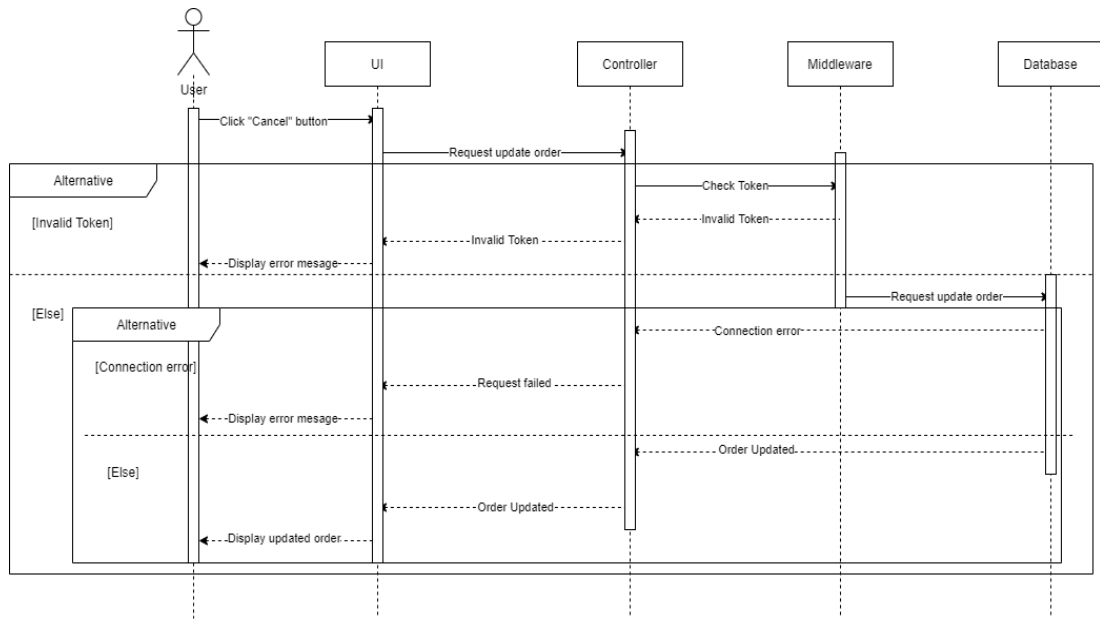 User
UI
Controller
Middleware
Database
Click "Cancel" button
Request update order
Alternative
Check Token
[Invalid Token]
Invalid Token
Invalid Token
Display error mesage
Request update order
[Else]
Alternative
Connection error
[Connection error]
Request failed
Display error mesage
Order Updated
[Else]
Order Updated
Display updated order